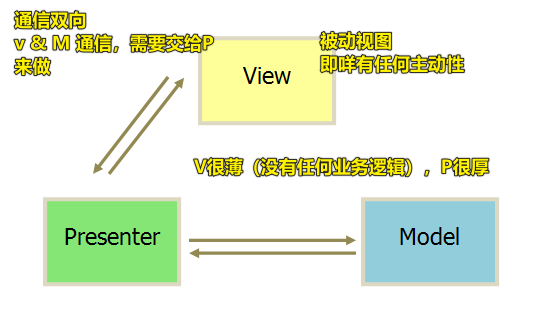 通信双向
v & M 通信，需要交给P
来做
View
被动视图
即咩有任何主动性
V很薄（没有任何业务逻辑），P很厚
Presenter
Model